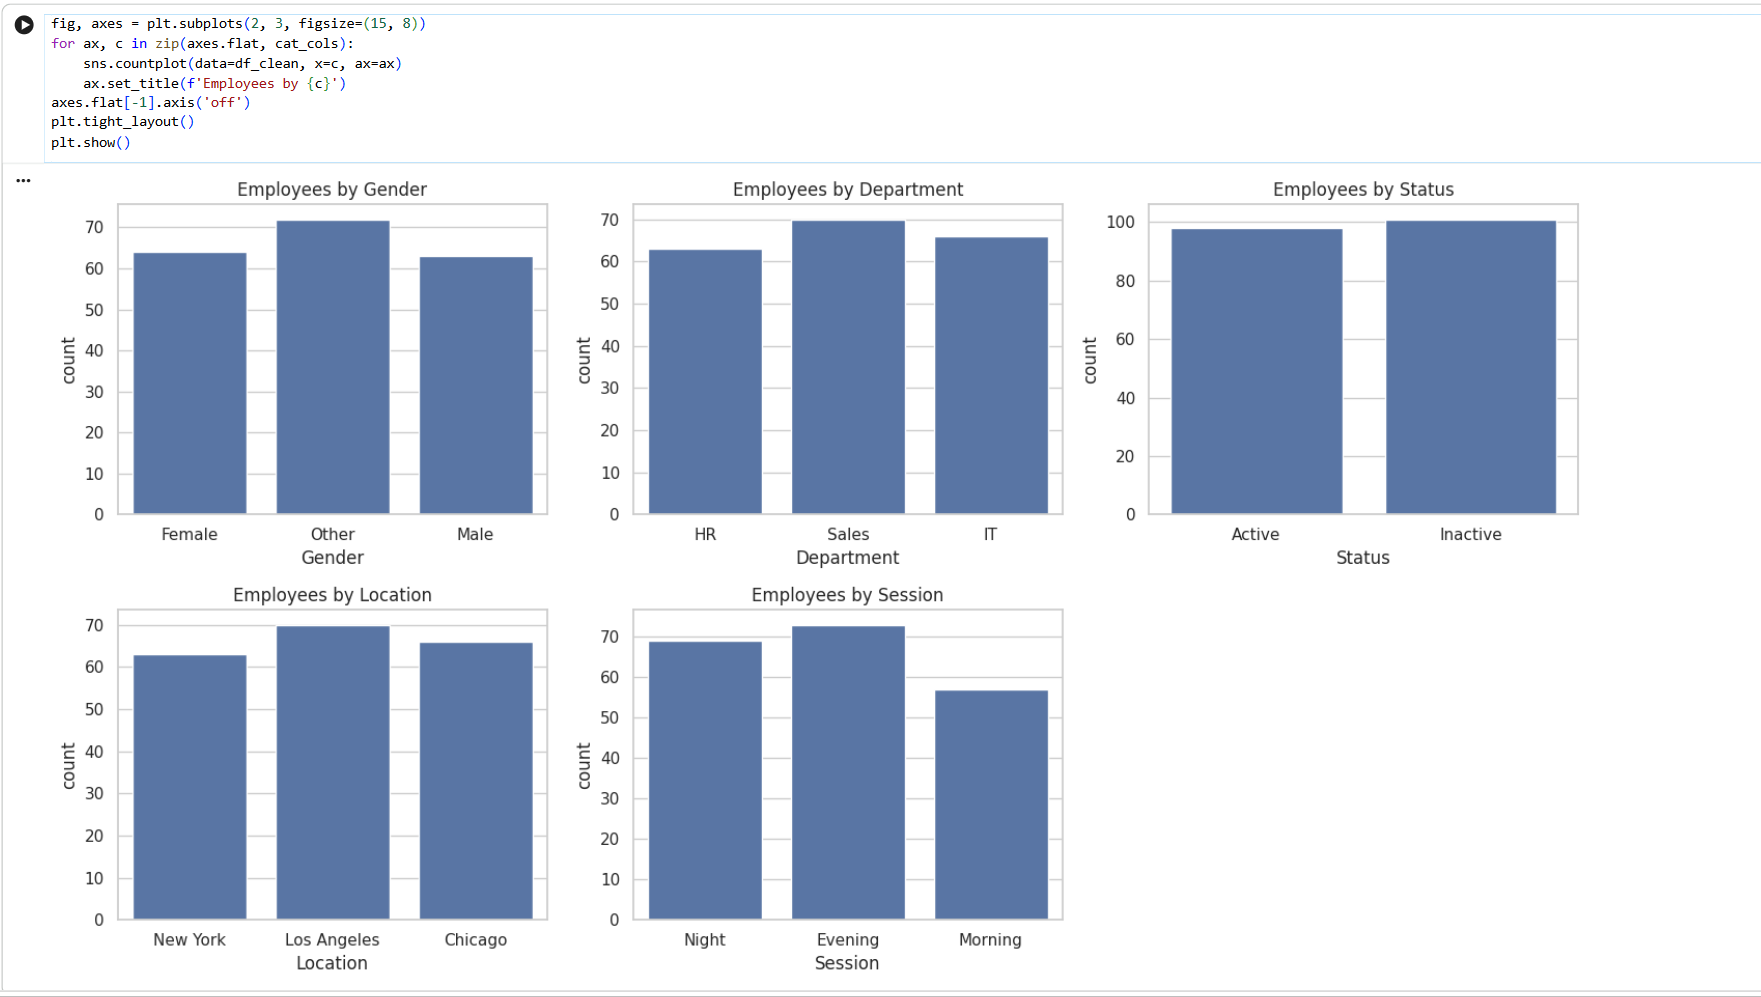 fig, axes = plt.subplots(2, 3, figsize=(15, 8))
for ax, c in zip(axes.flat, cat_cols):
    sns.countplot(data=df_clean, x=c, ax=ax)
    ax.set_title(f'Employees by {c}')
axes.flat[-1].axis('off')
plt.tight_layout()
plt.show()
...
Employees by Gender
70
60
50
40
30
20
10
0
count
Female Other Male
Gender
Employees by Department
70
60
50
40
30
20
10
0
count
HR Sales IT
Department
Employees by Status
100
80
60
40
20
0
count
Active Inactive
Status
Employees by Location
70
60
50
40
30
20
10
0
count
New York Los Angeles Chicago
Location
Employees by Session
70
60
50
40
30
20
10
0
count
Night Evening Morning
Session